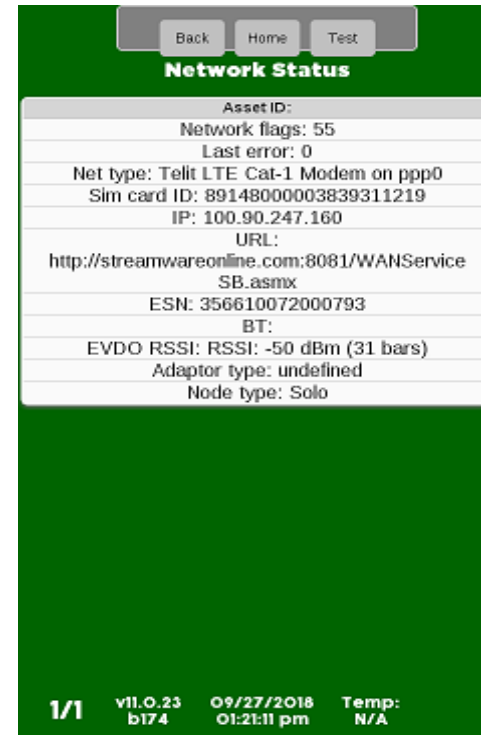 Back Home Test
Network Status
Asset ID:
Network flags: 55
Last error: 0
Net type: Telit LTE Cat-1 Modem on ppp0
Sim card ID: 89148000003839311219
IP: 100.90.247.160
URL:
http://streamwareonline.com:8081/WANService
SB.asmx
ESN: 356610072000793
BT:
EVDO RSSI: RSSI: -50 dBm (31 bars)
Adaptor type: undefined
Node type: Solo
1/1
v11.0.23 09/27/2018 Temp:
b174 01:21:11 pm N/A